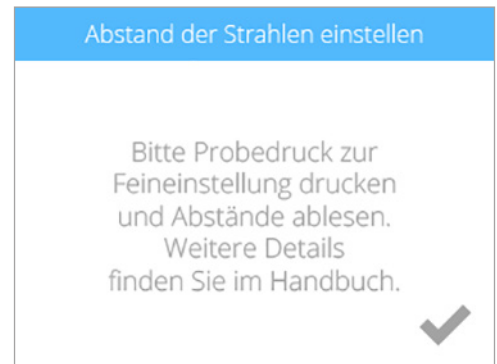 Abstand der Strahlen einstellen
Bitte Probedruck zur
Feineinstellung drucken
und Abstände ablesen.
Weitere Details
finden Sie im Handbuch.